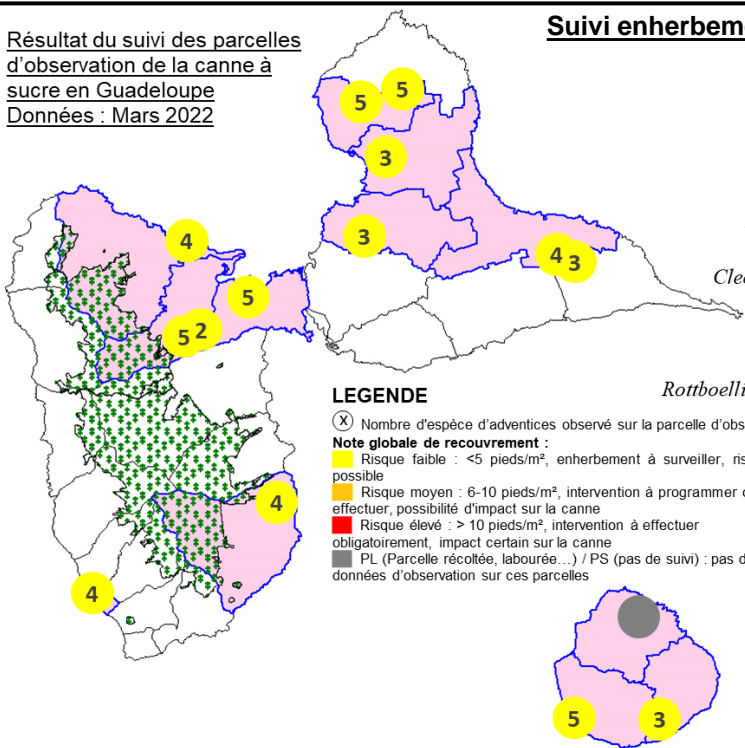 Résultat du suivi des parcelles
d'observation de la canne à
sucre en Guadeloupe
Données : Mars 2022
Suivi enherbeme
5
5
3
4
3
4
3
5
5
2
4
4
Clec
Rottboelli
LEGENDE
X Nombre d'espèce d'adventices observé sur la parcelle d'obs
Note globale de recouvrement :
Risque faible : <5 pieds/m², enherbement à surveiller, ris
possible
Risque moyen : 6-10 pieds/m², intervention à programmer o
effectuer, possibilité d'impact sur la canne
Risque élevé : > 10 pieds/m², intervention à effectuer
obligatoirement, impact certain sur la canne
PL (Parcelle récoltée, labourée…) / PS (pas de suivi) : pas d
données d'observation sur ces parcelles
5
3